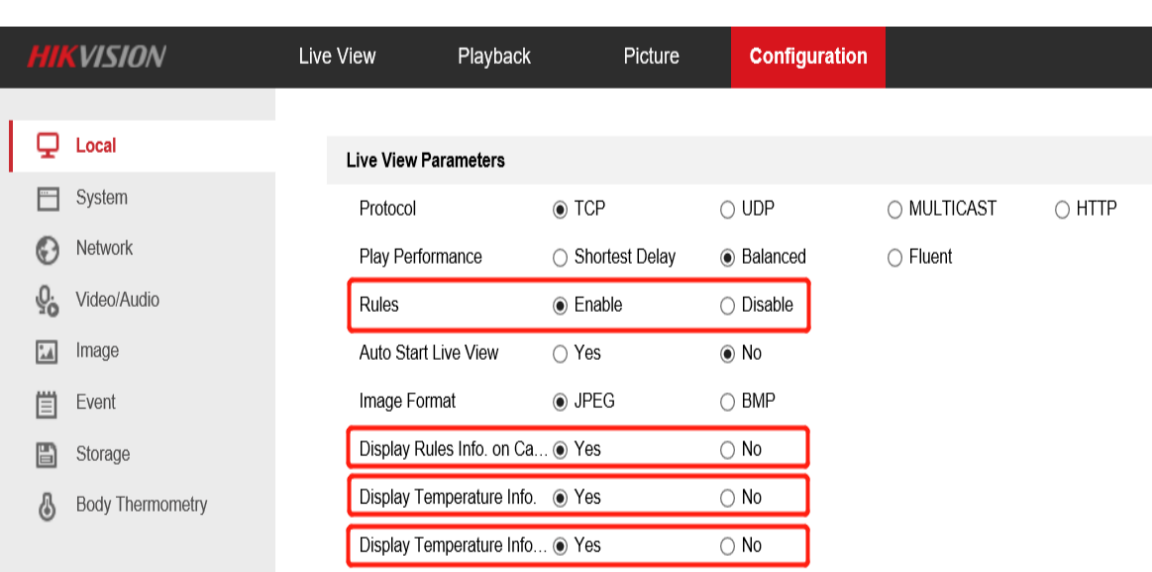 HIKVISION Live View Playback Picture Configuration
Local
System
Network
Video/Audio
Image
Event
Storage
Body Thermometry
Live View Parameters
Protocol TCP UDP MULTICAST HTTP
Play Performance Shortest Delay Balanced Fluent
Rules Enable Disable
Auto Start Live View Yes No
Image Format JPEG BMP
Display Rules Info. on Ca... Yes No
Display Temperature Info. Yes No
Display Temperature Info... Yes No